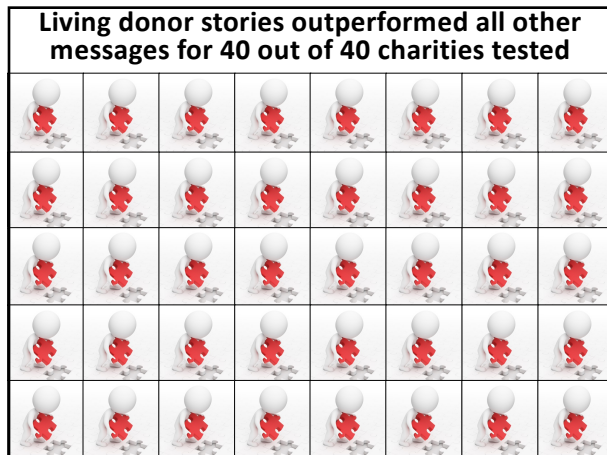 Living donor stories outperformed all other
messages for 40 out of 40 charities tested